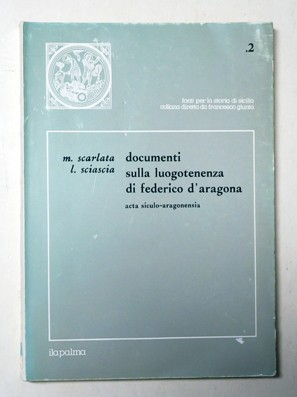 .2
fonti per la storia di sicilia
collana diretta da francesco giunta
m. scarlata
l. sciascia
documenti
sulla luogotenenza
di federico d'aragona
acta siculo-aragonensia
ila palma